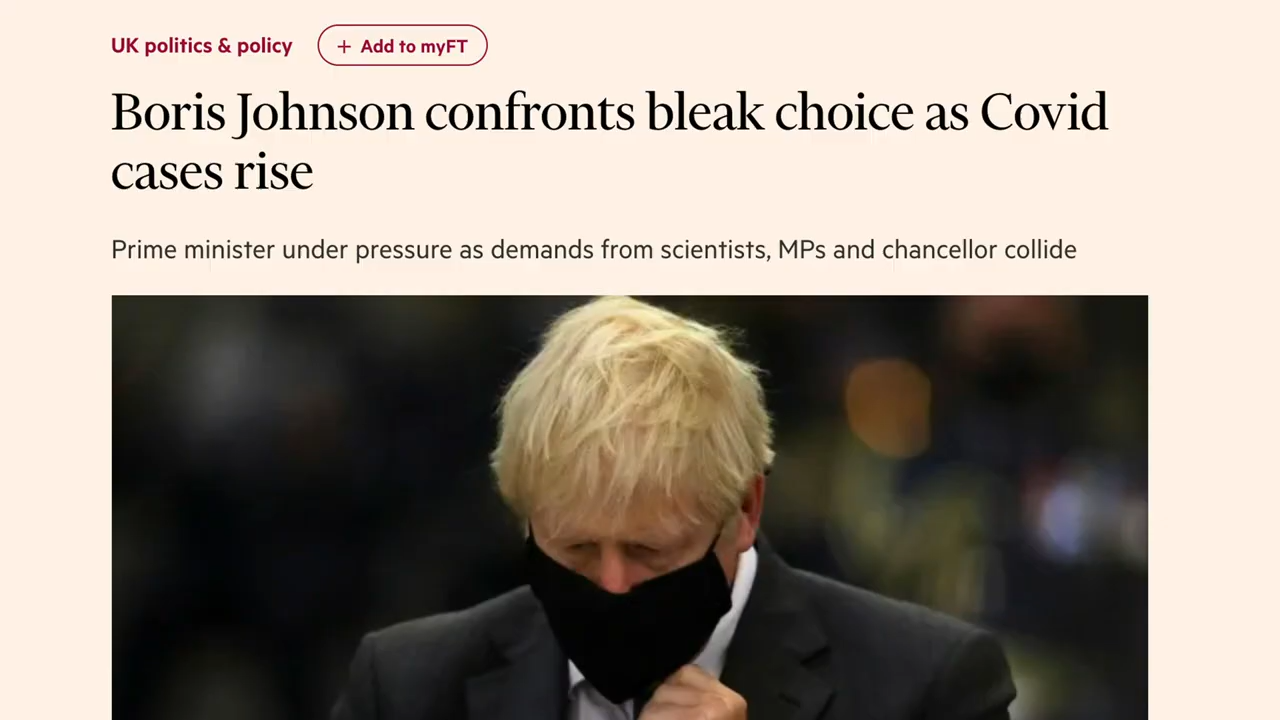 UK politics & policy
+ Add to myFT
Boris Johnson confronts bleak choice as Covid
cases rise
Prime minister under pressure as demands from scientists, MPs and chancellor collide